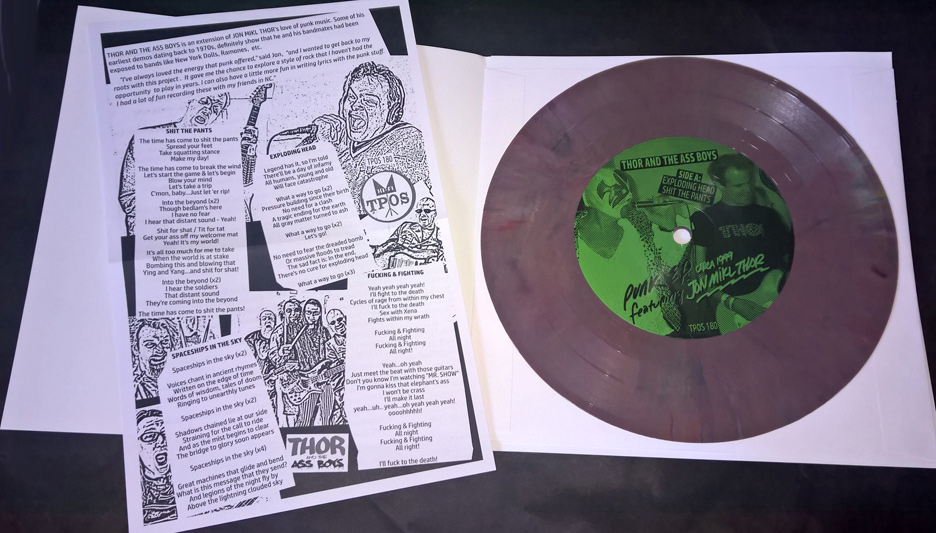 THOR AND THE ASS BOYS is an extension of JON MIKL THOR's love of punk music. Some of his
earliest demos dating back to 1970s, definitely show that he and his bandmates had been
exposed to bands like New York Dolls, Ramones, etc.
"I've always loved the energy that punk offered," said Jon, "and I wanted to get back to my
roots with this project. It gave me the chance to explore a style of rock that I haven't had the
opportunity to play in years. I can also have a little more fun in writing lyrics with the punk stuff.
I had a lot of fun recording these with my friends in NC."
SHIT THE PANTS
The time has come to shit the pants
Spread your feet
Take squatting stance
Make my day!
The time has come to break the wind
Let's start the game & let's begin
Blow your mind
Let's take a trip
C'mon, baby...Just let 'er rip!
Into the beyond (x2)
Though bedlam's here
I have no fear
I hear that distant sound - Yeah!
Shit for shat / Tit for tat
Get your ass off my welcome mat
Yeah! It's my world!
It's all too much for me to take
When the world is at stake
Bombing this and blowing that
Ying and Yang...and shit for shat!
Into the beyond (x2)
I hear the soldiers
That distant sound
They're coming into the beyond
The time has come to shit the pants!
EXPLODING HEAD
Legend has it, so I'm told
There'll be a day of infamy
All humans, young and old
Will face catastrophe
What a way to go (x2)
Pressure building since their birth
No need for a clash
A tragic ending for the earth
All gray matter turned to ash
What a way to go (x2)
Let's go!
No need to fear the dreaded bomb
Or massive floods to tread
The sad fact is, in the end,
There's no cure for exploding head
What a way to go (x3)
TPOS 180
HI-FI
TPOS
SPACESHIPS IN THE SKY
Spaceships in the sky (x2)
Voices chant in ancient rhymes
Written on the edge of time
Words of wisdom, tales of doom
Ringing to unearthly tunes
Spaceships in the sky (x2)
Shadows chained lie at our side
Straining for the call to ride
And as the mist begins to clear
The bridge to glory soon appears
Spaceships in the sky (x4)
Great machines that glide and bend
What is this message that they send?
And legions of the night fly by
Above the lightning clouded sky
FUCKING & FIGHTING
Yeah yeah yeah yeah!
I'll fight to the death
Cycles of rage from within my chest
I'll fuck to the death
Sex with Xena
Fights within my wrath
Fucking & Fighting
All night
Fucking & Fighting
All right!
Yeah...oh yeah
Just meet the beat with those guitars
Don't you know I'm watching "MR. SHOW"
I'm gonna kiss that elephant's ass
I won't be crass
I'll make it last
yeah...uh.. yeah...oh yeah yeah yeah!
oooohhhhh!
Fucking & Fighting
All night
Fucking & Fighting
All right!
I'll fuck to the death!
THOR
AND THE
ASS BOYS
THOR AND THE ASS BOYS
SIDE A:
EXPLODING HEAD
SHIT THE PANTS
THOR
CIRCA 1999
JON MIKL THOR
TPOS 180